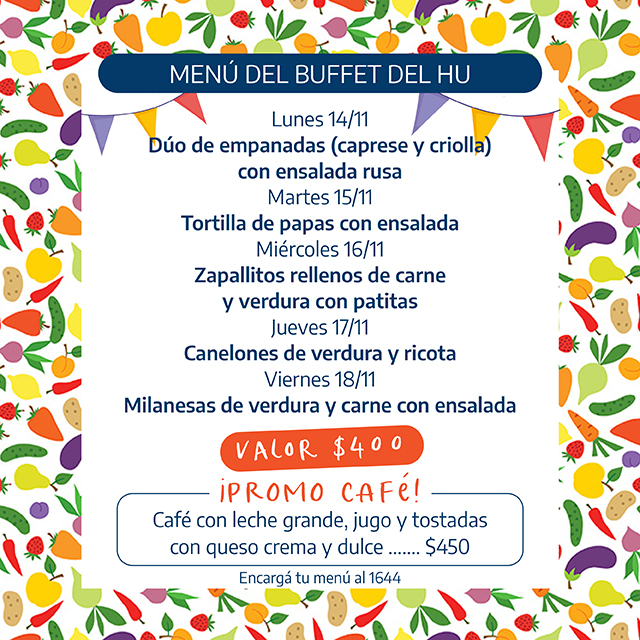 MENÚ DEL BUFFET DEL HU
Lunes 14/11
Dúo de empanadas (caprese y criolla)
con ensalada rusa
Martes 15/11
Tortilla de papas con ensalada
Miércoles 16/11
Zapallitos rellenos de carne
y verdura con patitas
Jueves 17/11
Canelones de verdura y ricota
Viernes 18/11
Milanesas de verdura y carne con ensalada
VALOR $400
¡PROMO CAFÉ!
Café con leche grande, jugo y tostadas
con queso crema y dulce ....... $450
Encargá tu menú al 1644